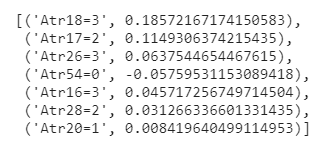 [('Atr18=3', 0.18572167174150583),
('Atr17=2', 0.1149306374215435),
('Atr26=3', 0.0637544654467615),
('Atr54=0', -0.05759531153089418),
('Atr16=3', 0.045717256749714504),
('Atr28=2', 0.031266336601331435),
('Atr20=1', 0.008419640499114953)]